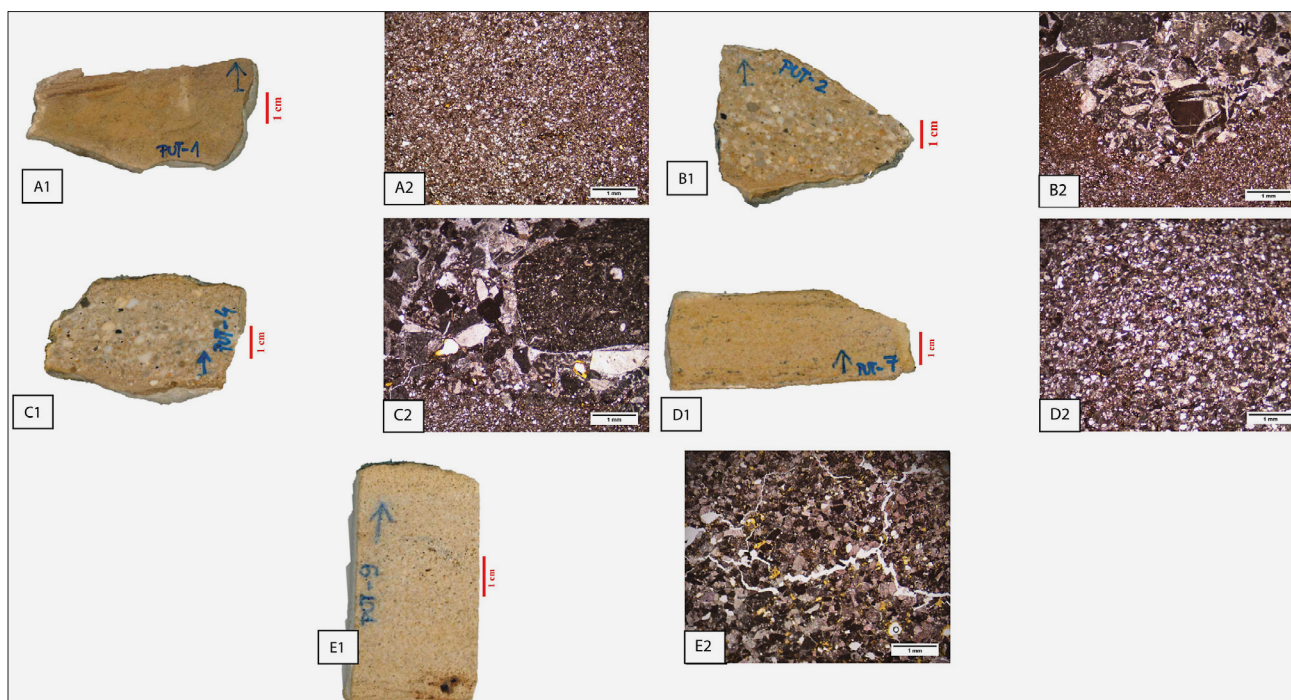 PUT-1
1 cm
A1
1 mm
A2
PUT-2
1 cm
B1
1 mm
B2
PUT-4
1 cm
C1
1 mm
C2
PUT-7
1 cm
D1
1 mm
D2
PUT-9
1 cm
E1
1 mm
E2